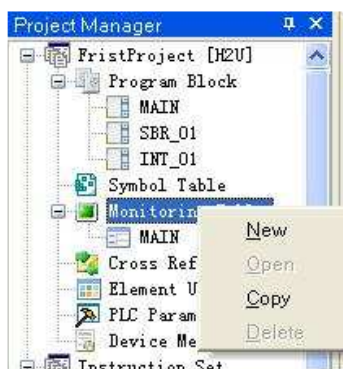 Project Manager
FristProject [H2U]
Program Block
MAIN
SBR_01
INT_01
Symbol Table
Monitorin
MAIN
Cross Ref
Element U
PLC Param
Device Me
Instruction Set
New
Open
Copy
Delete